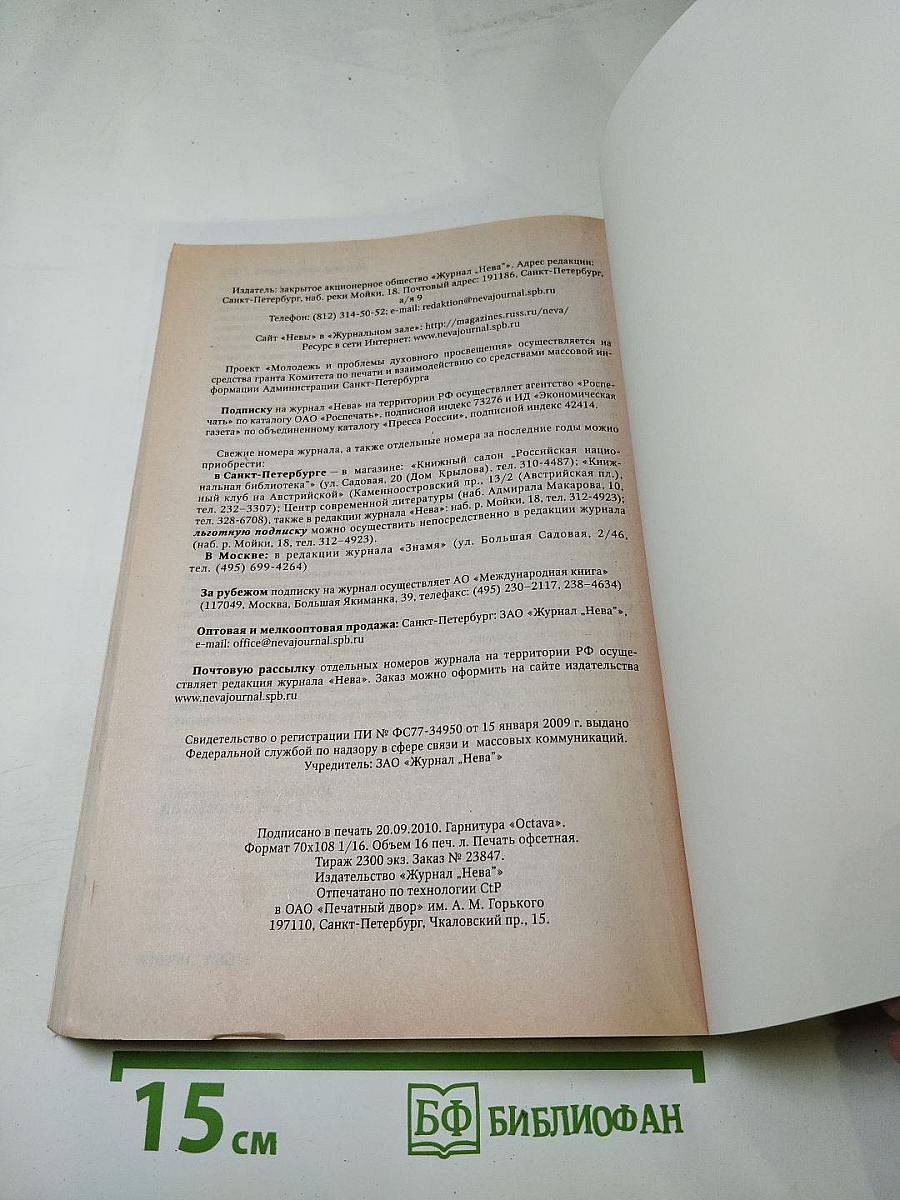 Издатель: закрытое акционерное общество «Журнал „Нева"». Адрес редакции:
Санкт-Петербург, наб. реки Мойки, 18. Почтовый адрес: 191186, Санкт-Петербург,
а/я 9
Телефон: (812) 314-50-52; e-mail: redaktion@nevajournal.spb.ru
Сайт «Невы» в «Журнальном зале»: http://magazines.russ.ru/neva/
Ресурс в сети Интернет: www.nevajournal.spb.ru
Проект «Молодежь и проблемы духовного просвещения» осуществляется на
средства гранта Комитета по печати и взаимодействию со средствами массовой ин-
формации Администрации Санкт-Петербурга
Подписку на журнал «Нева» на территории РФ осуществляет агентство «Роспе-
чать» по каталогу ОАО «Роспечать», подписной индекс 73276 и ИД «Экономическая
газета» по объединенному каталогу «Пресса России», подписной индекс 42414.
Свежие номера журнала, а также отдельные номера за последние годы можно
приобрести:
в Санкт-Петербурге – в магазине: «Книжный салон „Российская нацио-
нальная библиотека"» (ул. Садовая, 20 (Дом Крылова), тел. 310-4487); «Книж-
ный клуб на Австрийской» (Каменноостровский пр., 13/2 (Австрийская пл.),
тел. 232–3307); Центр современной литературы (наб. Адмирала Макарова, 10,
тел. 328-6708), также в редакции журнала «Нева»: наб. р. Мойки, 18, тел. 312-4923);
льготную подписку можно осуществить непосредственно в редакции журнала
(наб. р. Мойки, 18, тел. 312–4923).
В Москве: в редакции журнала «Знамя» (ул. Большая Садовая, 2/46,
тел. (495) 699-4264)
За рубежом подписку на журнал осуществляет АО «Международная книга»
(117049, Москва, Большая Якиманка, 39, телефакс: (495) 230–2117, 238–4634)
Оптовая и мелкооптовая продажа: Санкт-Петербург: ЗАО «Журнал „Нева"»,
e-mail: office@nevajournal.spb.ru
Почтовую рассылку отдельных номеров журнала на территории РФ осуще-
ствляет редакция журнала «Нева». Заказ можно оформить на сайте издательства
www.nevajournal.spb.ru
Свидетельство о регистрации ПИ № ФС77-34950 от 15 января 2009 г. выдано
Федеральной службой по надзору в сфере связи и массовых коммуникаций.
Учредитель: ЗАО «Журнал „Нева"»
Подписано в печать 20.09.2010. Гарнитура «Octava».
Формат 70х108 1/16. Объем 16 печ. л. Печать офсетная.
Тираж 2300 экз. Заказ № 23847.
Издательство «Журнал „Нева"»
Отпечатано по технологии CtP
в ОАО «Печатный двор» им. А. М. Горького
197110, Санкт-Петербург, Чкаловский пр., 15.
15 см
БФ БИБЛИОФАН